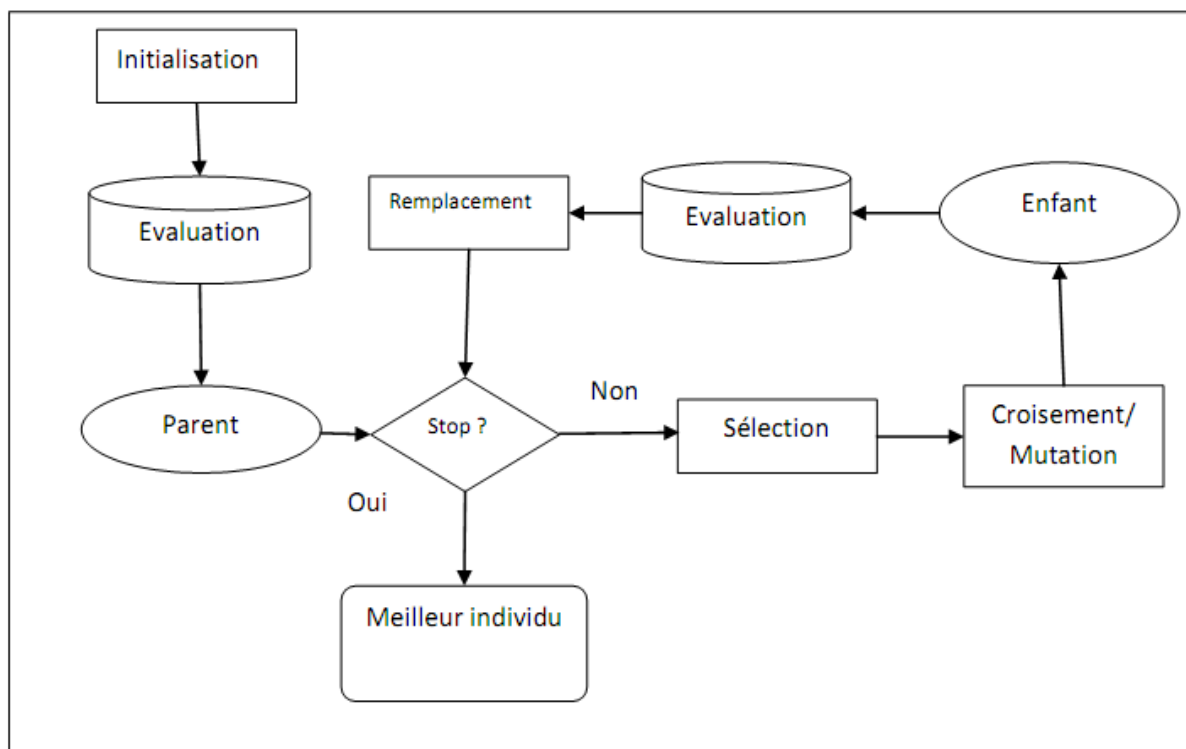 Initialisation
Evaluation
Parent
Remplacement
Evaluation
Enfant
Stop ?
Non
Sélection
Croisement/
Mutation
Oui
Meilleur individu